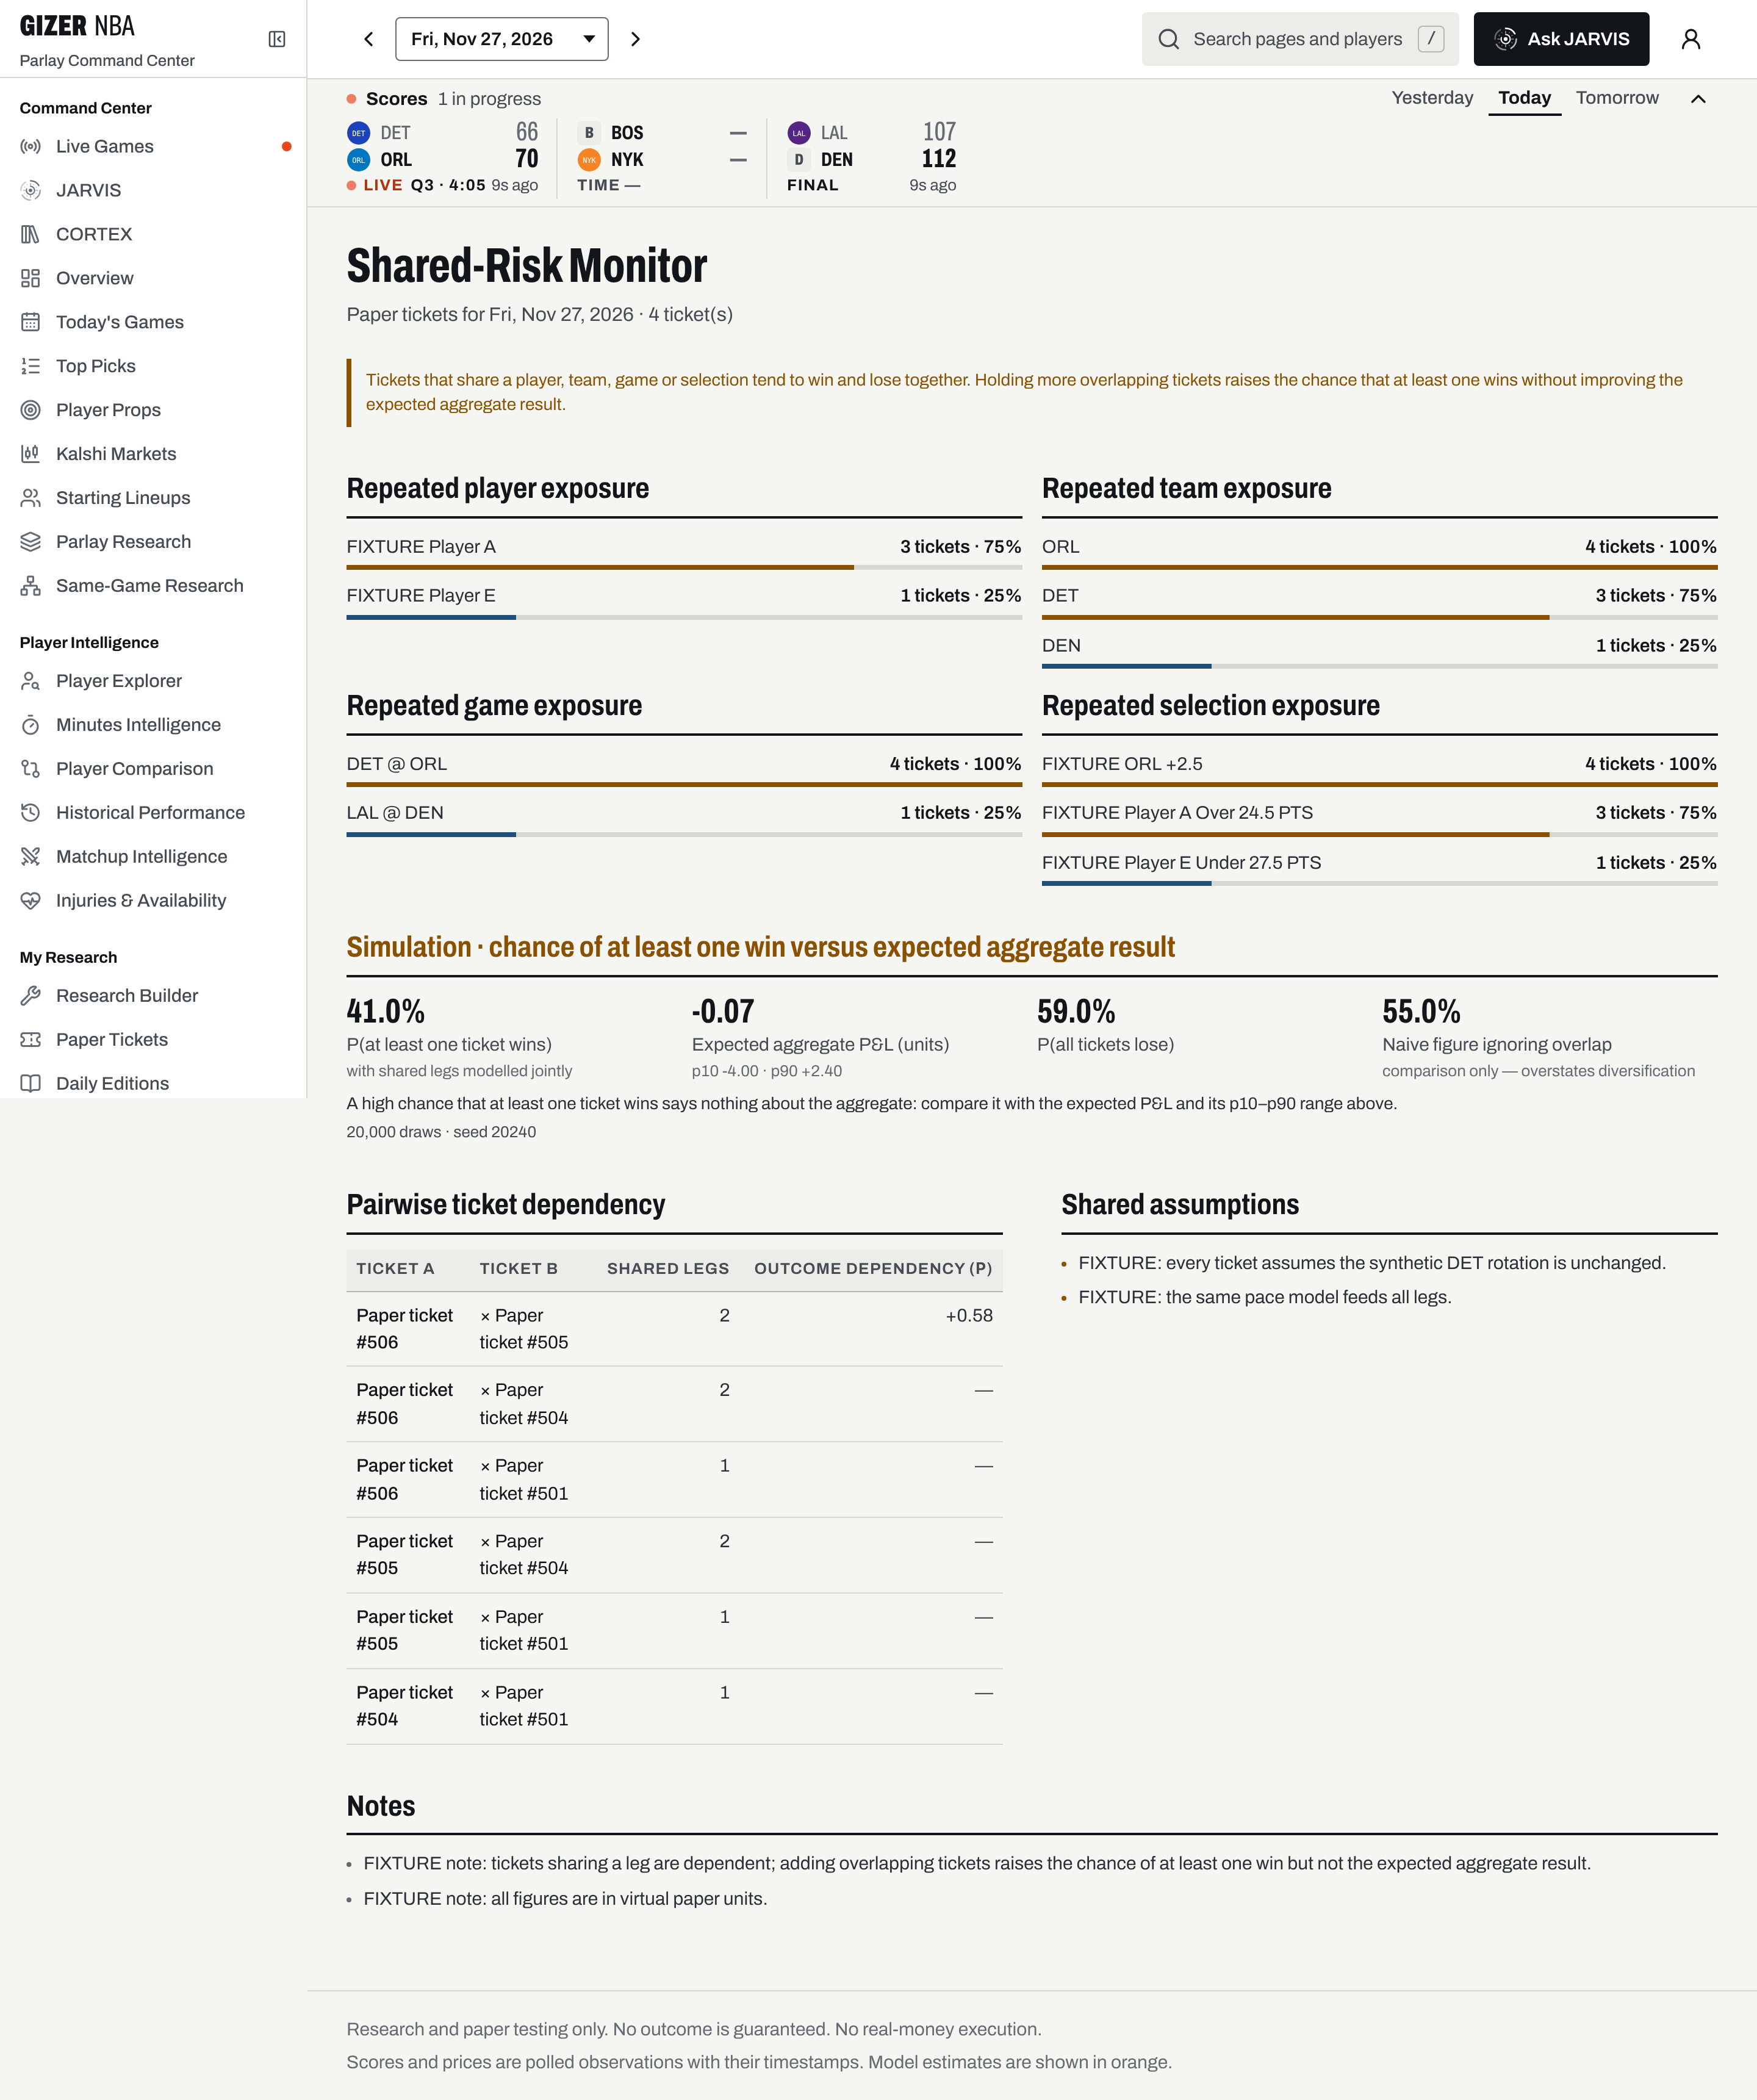 GIZER NBA
Parlay Command Center
Fri, Nov 27, 2026
Search pages and players
/
Ask JARVIS
Command Center
Live Games
JARVIS
CORTEX
Overview
Today's Games
Top Picks
Player Props
Kalshi Markets
Starting Lineups
Parlay Research
Same-Game Research
Player Intelligence
Player Explorer
Minutes Intelligence
Player Comparison
Historical Performance
Matchup Intelligence
Injuries & Availability
My Research
Research Builder
Paper Tickets
Daily Editions
Scores 1 in progress
Yesterday Today Tomorrow
DET DET 66
ORL ORL 70
LIVE Q3 · 4:05 9s ago
B BOS —
NYK NYK —
TIME —
LAL LAL 107
D DEN 112
FINAL 9s ago
Shared-Risk Monitor
Paper tickets for Fri, Nov 27, 2026 · 4 ticket(s)
Tickets that share a player, team, game or selection tend to win and lose together. Holding more overlapping tickets raises the chance that at least one wins without improving the
expected aggregate result.
Repeated player exposure
FIXTURE Player A 3 tickets · 75%
FIXTURE Player E 1 tickets · 25%
Repeated team exposure
ORL 4 tickets · 100%
DET 3 tickets · 75%
DEN 1 tickets · 25%
Repeated game exposure
DET @ ORL 4 tickets · 100%
LAL @ DEN 1 tickets · 25%
Repeated selection exposure
FIXTURE ORL +2.5 4 tickets · 100%
FIXTURE Player A Over 24.5 PTS 3 tickets · 75%
FIXTURE Player E Under 27.5 PTS 1 tickets · 25%
Simulation · chance of at least one win versus expected aggregate result
41.0%
P(at least one ticket wins)
with shared legs modelled jointly
-0.07
Expected aggregate P&L (units)
p10 -4.00 · p90 +2.40
59.0%
P(all tickets lose)
55.0%
Naive figure ignoring overlap
comparison only — overstates diversification
A high chance that at least one ticket wins says nothing about the aggregate: compare it with the expected P&L and its p10–p90 range above.
20,000 draws · seed 20240
Pairwise ticket dependency
TICKET A TICKET B SHARED LEGS OUTCOME DEPENDENCY (Ρ)
Paper ticket × Paper 2 +0.58
#506 ticket #505
Paper ticket × Paper 2 —
#506 ticket #504
Paper ticket × Paper 1 —
#506 ticket #501
Paper ticket × Paper 2 —
#505 ticket #504
Paper ticket × Paper 1 —
#505 ticket #501
Paper ticket × Paper 1 —
#504 ticket #501
Shared assumptions
• FIXTURE: every ticket assumes the synthetic DET rotation is unchanged.
• FIXTURE: the same pace model feeds all legs.
Notes
• FIXTURE note: tickets sharing a leg are dependent; adding overlapping tickets raises the chance of at least one win but not the expected aggregate result.
• FIXTURE note: all figures are in virtual paper units.
Research and paper testing only. No outcome is guaranteed. No real-money execution.
Scores and prices are polled observations with their timestamps. Model estimates are shown in orange.